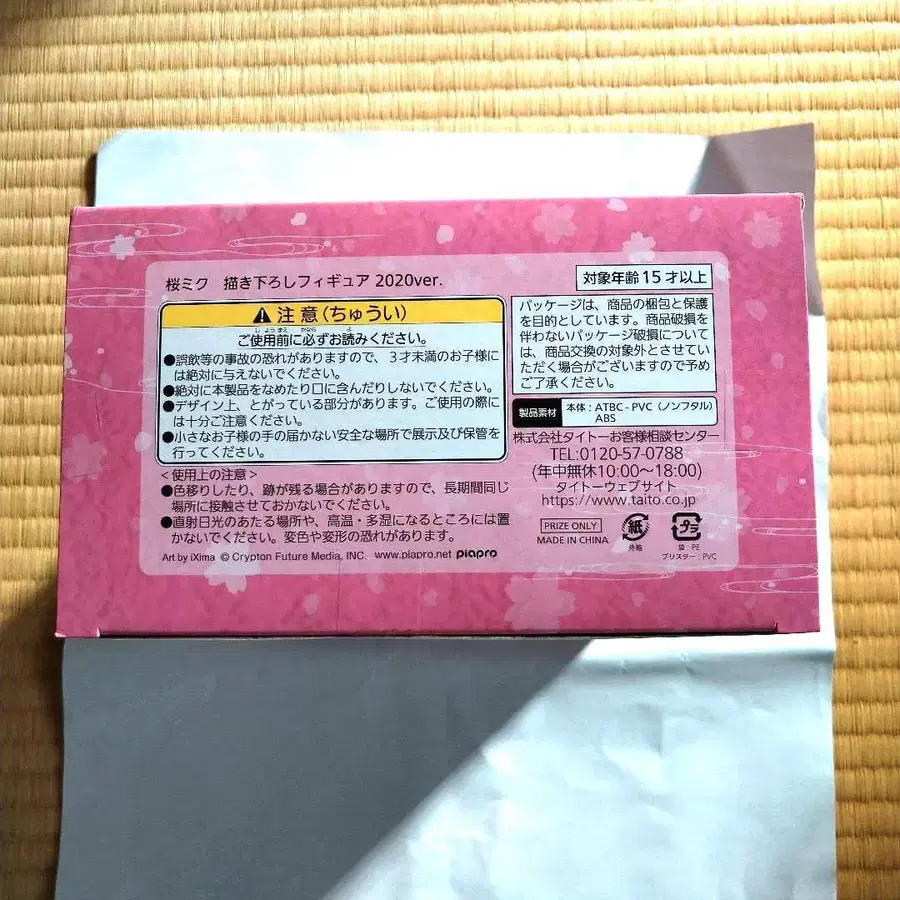 桜ミク 描き下ろしフィギュア 2020ver.
対象年齢15才以上
注意(ちゅうい)
ご使用前に必ずお読みください。
しようまえ かなら よ
●誤飲等の事故の恐れがありますので、3才未満のお子様に
は絶対に与えないでください。
●絶対に本製品をなめたり口に含んだりしないでください。
●デザイン上、とがっている部分があります。ご使用の際に
は十分ご注意ください。
●小さなお子様の手の届かない安全な場所で展示及び保管を
行ってください。
<使用上の注意>
●色移りしたり、跡が残る場合がありますので、長期間同じ
場所に接触させておかないでください。
●直射日光のあたる場所や、高温・多湿になるところには置
かないでください。変色や変形の恐れがあります。
Art by iXima © Crypton Future Media, INC. www.piapro.net piapro
パッケージは、商品の梱包と保護
を目的としています。商品破損を
伴わないパッケージ破損について
は、商品交換の対象外とさせてい
ただく場合がございますので予め
ご了承ください。
製品素材 本体:ATBC-PVC(ノンフタル)
ABS
株式会社タイトーお客様相談センター
TEL:0120-57-0788
(年中無休10:00~18:00)
タイトーウェブサイト
https://www.taito.co.jp
PRIZE ONLY
MADE IN CHINA
紙
外箱
プラ
袋:PE
ブリスター:PVC